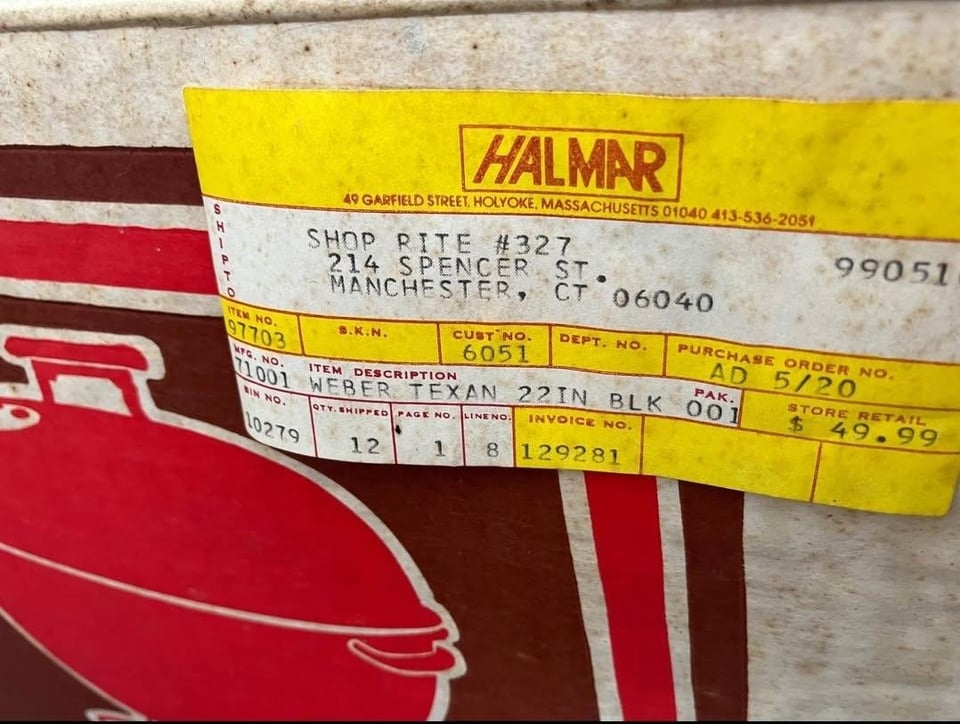 HALMAR
49 GARFIELD STREET, HOLYOKE, MASSACHUSETTS 01040 413-536-2051
SHIP TO
SHOP RITE #327
214 SPENCER ST.
MANCHESTER, CT 06040
99051
ITEM NO. S.K.N. CUST NO. DEPT. NO. PURCHASE ORDER NO.
97703 6051 AD 5/20
MFG. NO. ITEM DESCRIPTION PAK. STORE RETAIL
71001 WEBER TEXAN 22IN BLK 001 $ 49.99
BIN NO. QTY. SHIPPED PAGE NO. LINE NO. INVOICE NO.
10279 12 1 8 129281